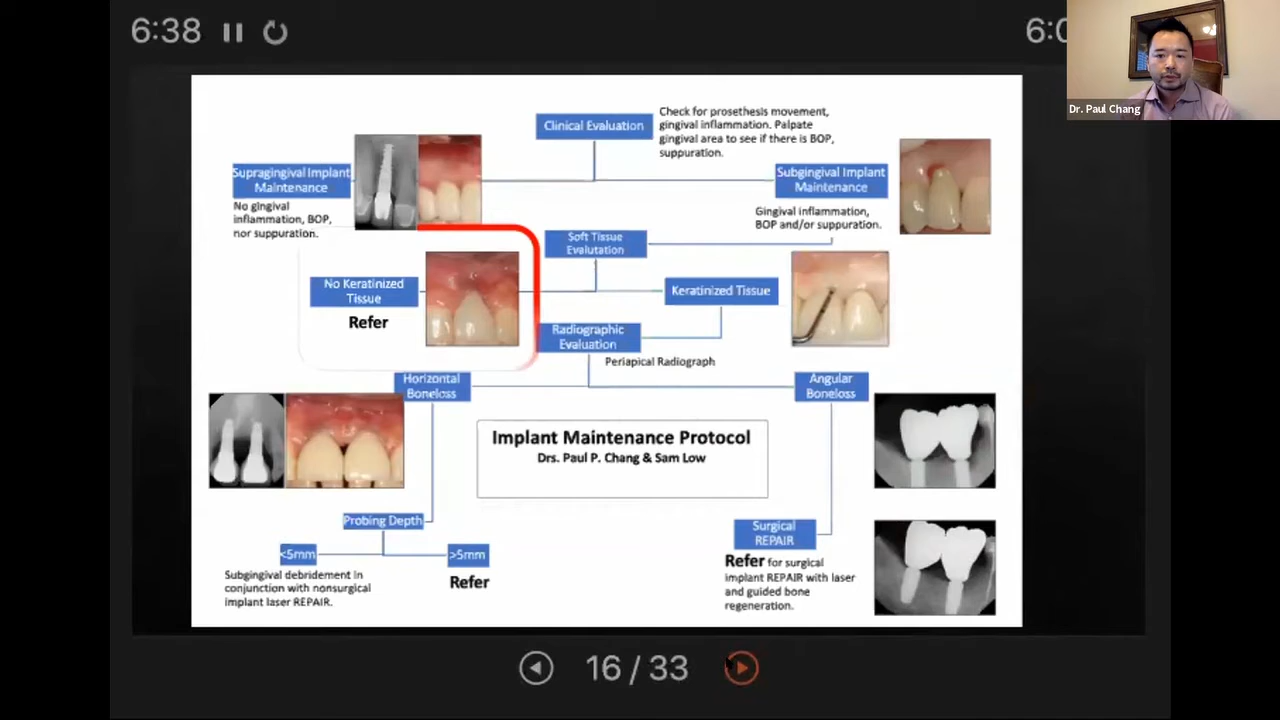 6:38
6:0
Dr. Paul Chang
Clinical Evaluation
Check for prosethesis movement,
gingival inflammation. Palpate
gingival area to see if there is BOP,
suppuration.
Supragingival Implant
Maintenance
No gingival
inflammation, BOP,
nor suppuration.
Subgingival Implant
Maintenance
Gingival inflammation,
BOP and/or suppuration.
Soft Tissue
Evalutation
No Keratinized
Tissue
Refer
Keratinized Tissue
Radiographic
Evaluation
Periapical Radiograph
Horizontal
Boneloss
Angular
Boneloss
Implant Maintenance Protocol
Drs. Paul P. Chang & Sam Low
Probing Depth
<5mm
>5mm
Subgingival debridement in
conjunction with nonsurgical
implant laser REPAIR.
Refer
Surgical
REPAIR
Refer for surgical
implant REPAIR with laser
and guided bone
regeneration.
16 / 33